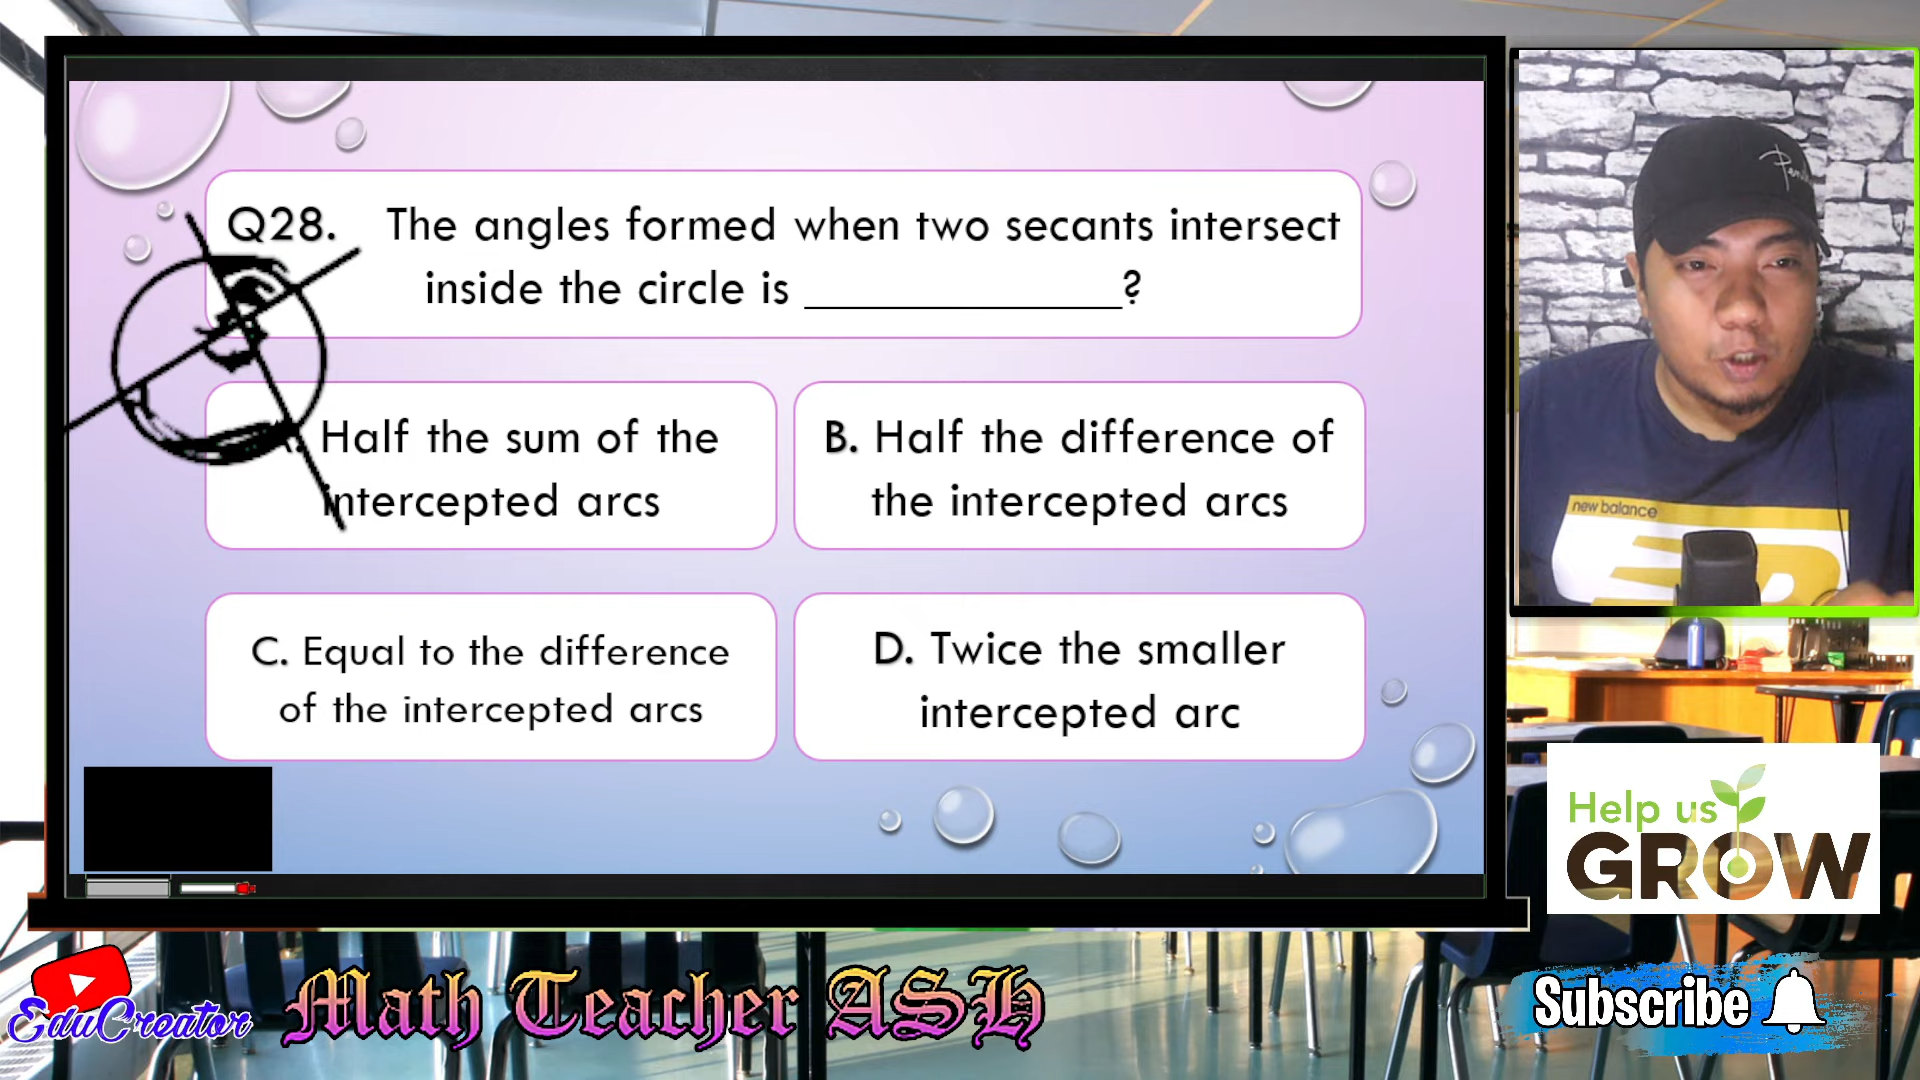 Q28. The angles formed when two secants intersect
inside the circle is ______________?
Half the sum of the
intercepted arcs
B. Half the difference of
the intercepted arcs
C. Equal to the difference
of the intercepted arcs
D. Twice the smaller
intercepted arc
new balance
Help us
GROW
EduCreator
Math Teacher ASH
Subscribe